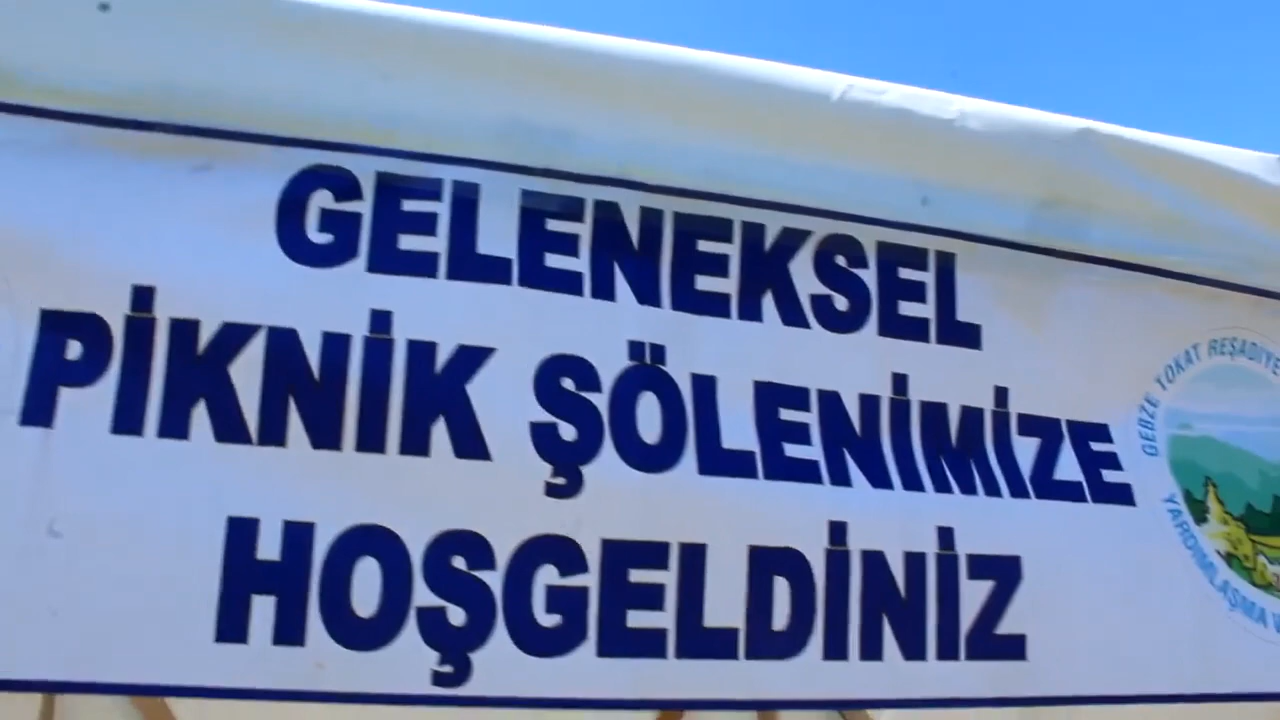 GELENEKSEL
PİKNİK ŞÖLENİMİZE
HOŞGELDİNİZ
GEBZE TOKAT REŞADİYE
YARDIMLAŞMA